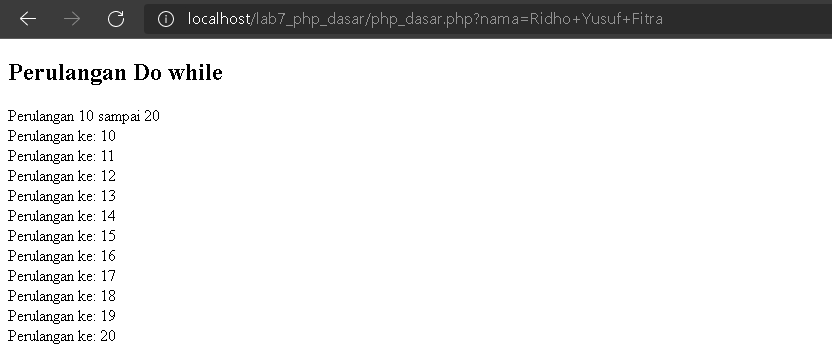 localhost/lab7_php_dasar/php_dasar.php?nama=Ridho+Yusuf+Fitra
Perulangan Do while
Perulangan 10 sampai 20
Perulangan ke: 10
Perulangan ke: 11
Perulangan ke: 12
Perulangan ke: 13
Perulangan ke: 14
Perulangan ke: 15
Perulangan ke: 16
Perulangan ke: 17
Perulangan ke: 18
Perulangan ke: 19
Perulangan ke: 20